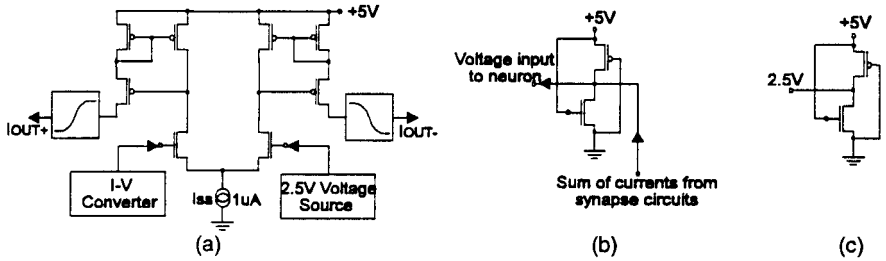 +5V
IOUT+
IOUT-
I-V
Converter
Iss
1uA
2.5V Voltage
Source
(a)
+5V
Voltage input
to neuron
Sum of currents from
synapse circuits
(b)
+5V
2.5V
(c)